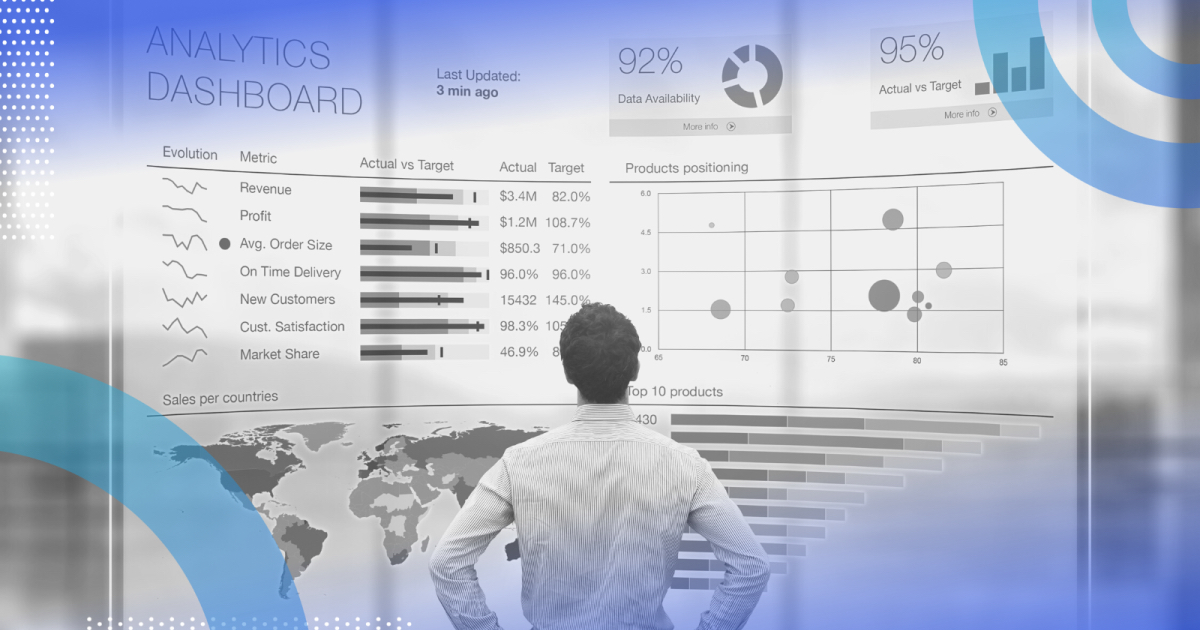 ANALYTICS
DASHBOARD
Last Updated:
3 min ago
92%
Data Availability
More info
95%
Actual vs Target
More info
Evolution Metric Actual vs Target Actual Target
Revenue $3.4M 82.0%
Profit $1.2M 108.7%
Avg. Order Size $850.3 71.0%
On Time Delivery 96.0% 96.0%
New Customers 15432 145.0%
Cust. Satisfaction 98.3%
Market Share 46.9%
Products positioning
6.0
4.5
3.0
1.5
0.0
65 70 75 80 85
Sales per countries
Top 10 products
430